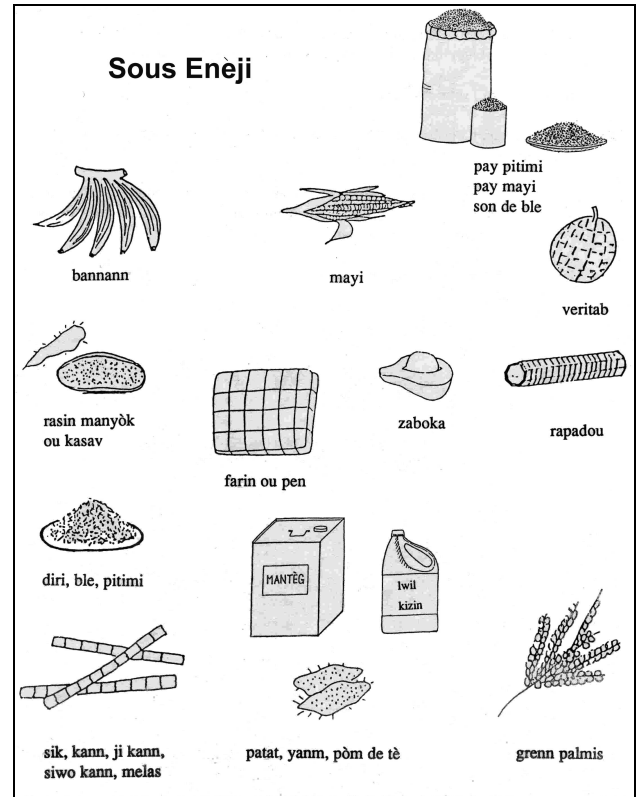 Sous Enèji
pay pitimi
pay mayi
son de ble
bannann
mayi
veritab
rasin manyòk
ou kasav
zaboka
rapadou
farin ou pen
diri, ble, pitimi
MANTÈG
lwil
kizin
sik, kann, ji kann,
siwo kann, melas
patat, yanm, pòm de tè
grenn palmis